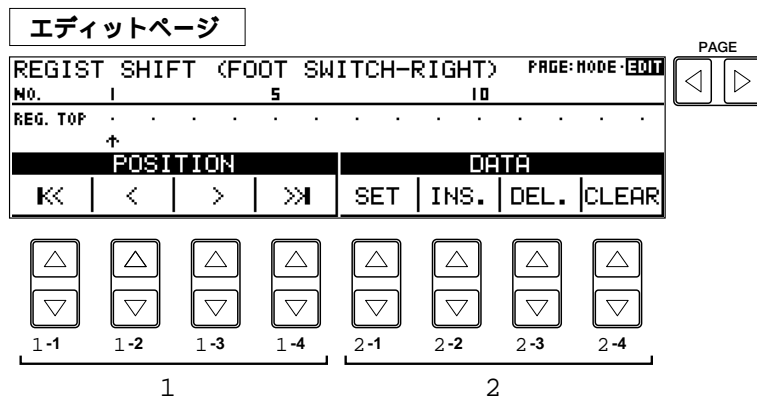 エディットページ
PAGE
REGIST SHIFT (FOOT SWITCH-RIGHT) PAGE:MODE·EDIT
NO. 1 5 10
REG. TOP
POSITION DATA
|<< < > >>| SET INS. DEL. CLEAR
1-1 1-2 1-3 1-4 2-1 2-2 2-3 2-4
1 2